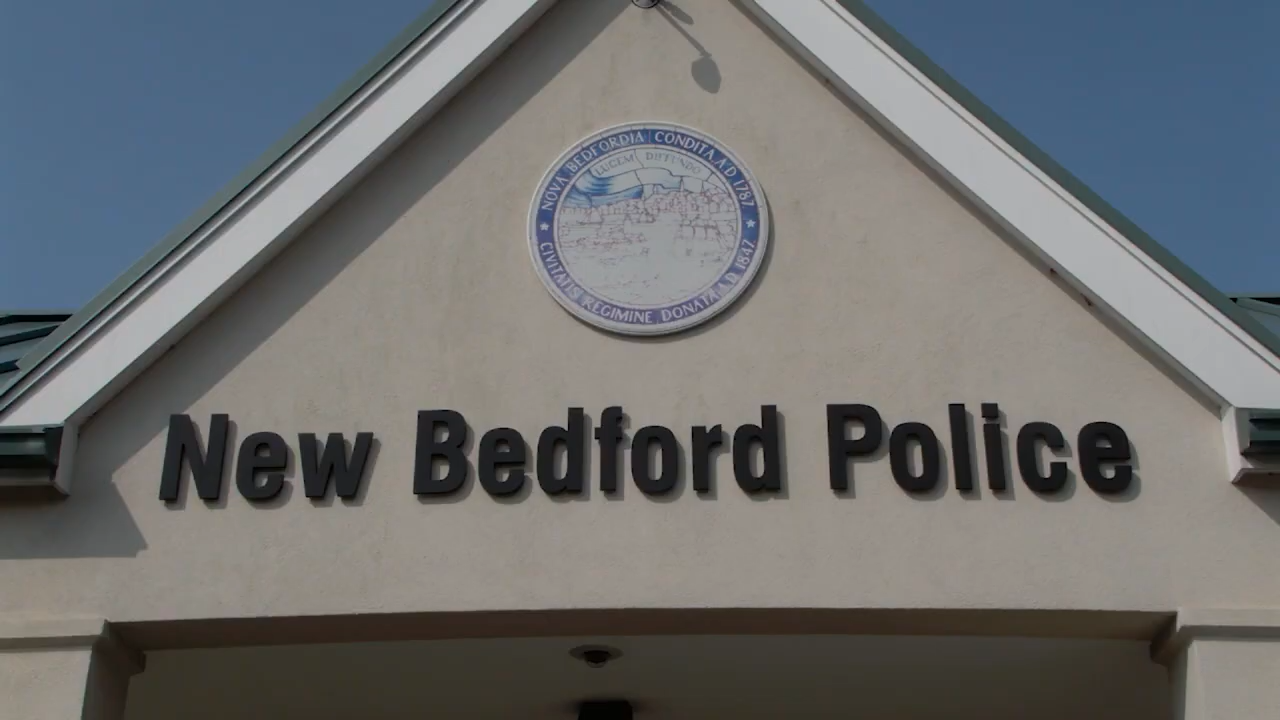 NOVA BEDFORDIA CONDITA A.D 1787
LUCEM DIFFUNDO
CIVITATIS REGIMINE DONATA A.D 1847
New Bedford Police